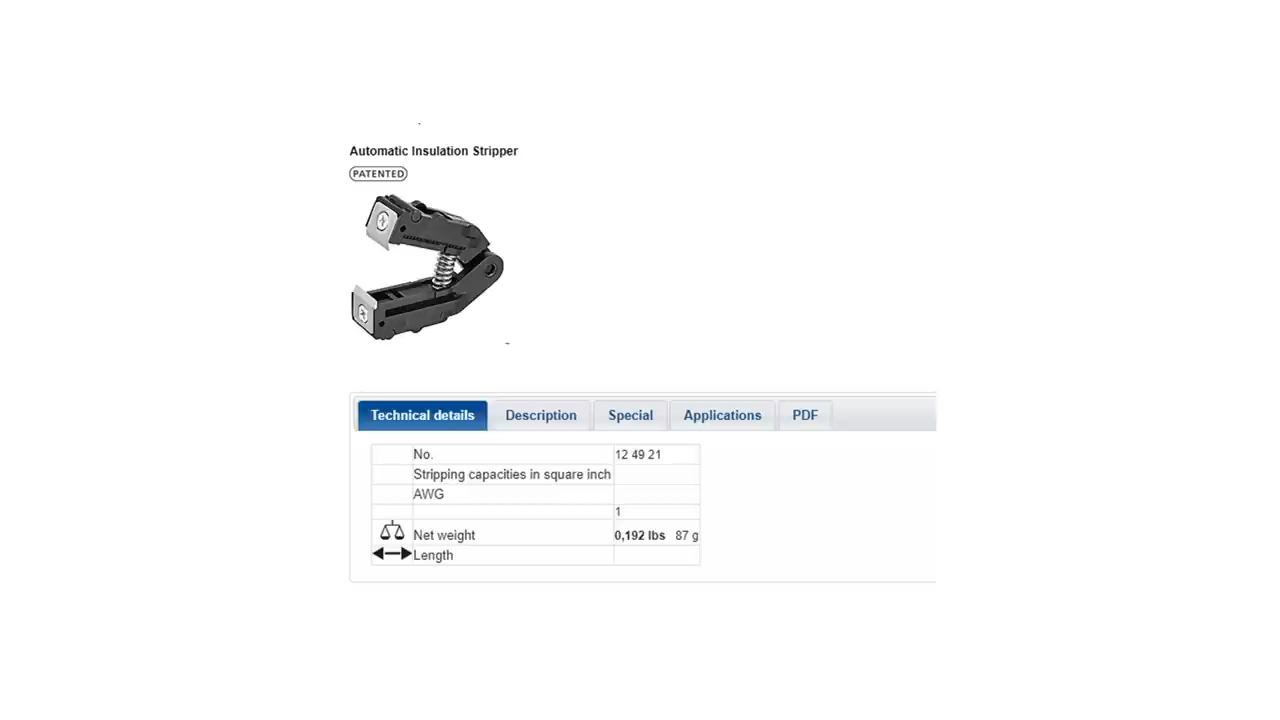 Automatic Insulation Stripper
PATENTED
Technical details Description Special Applications PDF
No. 12 49 21
Stripping capacities in square inch
AWG
1
Net weight 0,192 lbs 87 g
Length